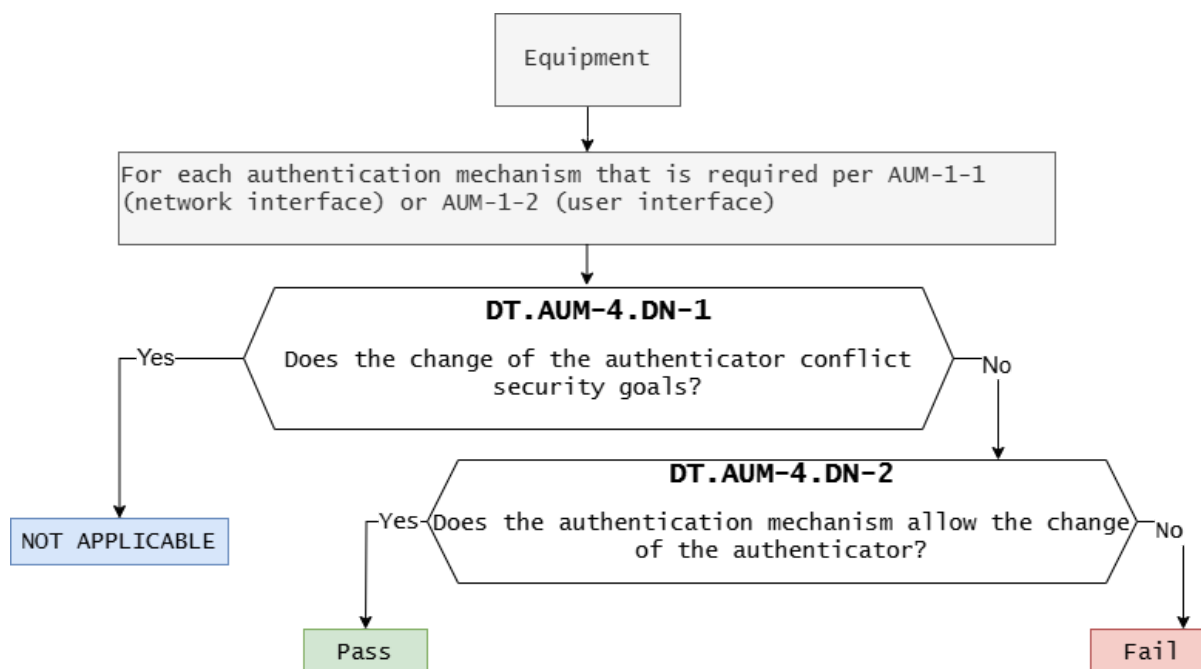 Equipment
For each authentication mechanism that is required per AUM-1-1
(network interface) or AUM-1-2 (user interface)
DT.AUM-4.DN-1
Does the change of the authenticator conflict
security goals?
Yes
No
DT.AUM-4.DN-2
Does the authentication mechanism allow the change
of the authenticator?
NOT APPLICABLE
Yes
No
Pass
Fail